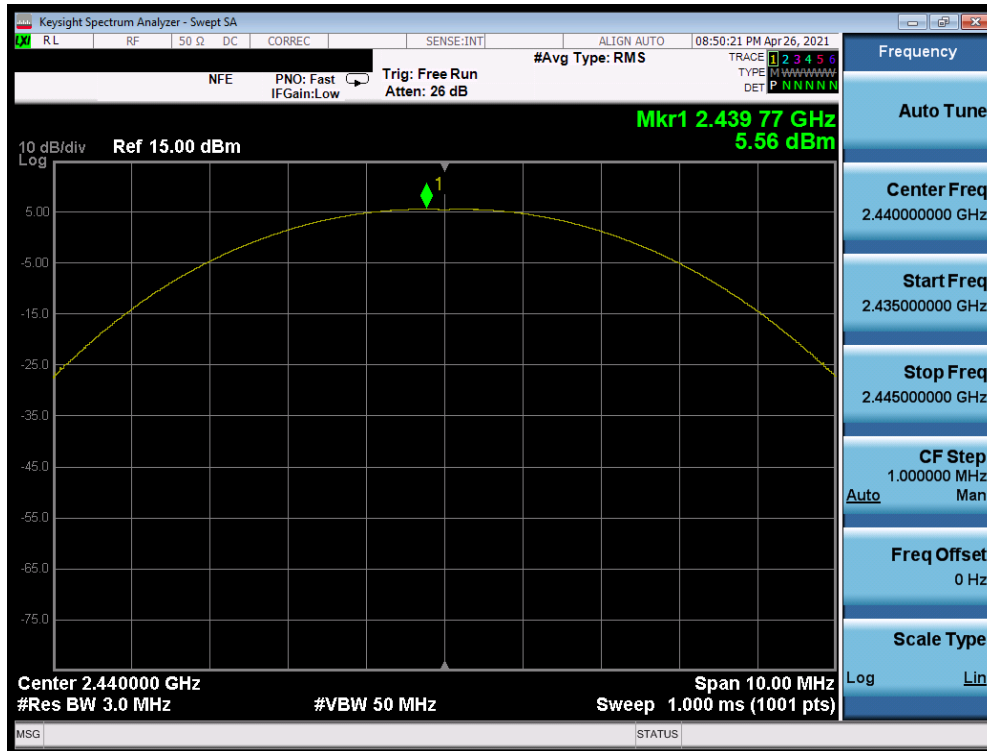 Keysight Spectrum Analyzer - Swept SA
LXI RL RF 50 Ω DC CORREC SENSE:INT ALIGN AUTO 08:50:21 PM Apr 26, 2021
#Avg Type: RMS
TRACE 1 2 3 4 5 6
TYPE M WWWWW
DET P N N N N N
NFE PNO: Fast Trig: Free Run
IFGain:Low Atten: 26 dB
Mkr1 2.439 77 GHz
5.56 dBm
10 dB/div Ref 15.00 dBm
Log
1
5.00
-5.00
-15.0
-25.0
-35.0
-45.0
-55.0
-65.0
-75.0
Center 2.440000 GHz Span 10.00 MHz
#Res BW 3.0 MHz #VBW 50 MHz Sweep 1.000 ms (1001 pts)
MSG STATUS
Frequency
Auto Tune
Center Freq
2.440000000 GHz
Start Freq
2.435000000 GHz
Stop Freq
2.445000000 GHz
CF Step
1.000000 MHz
Auto Man
Freq Offset
0 Hz
Scale Type
Log Lin